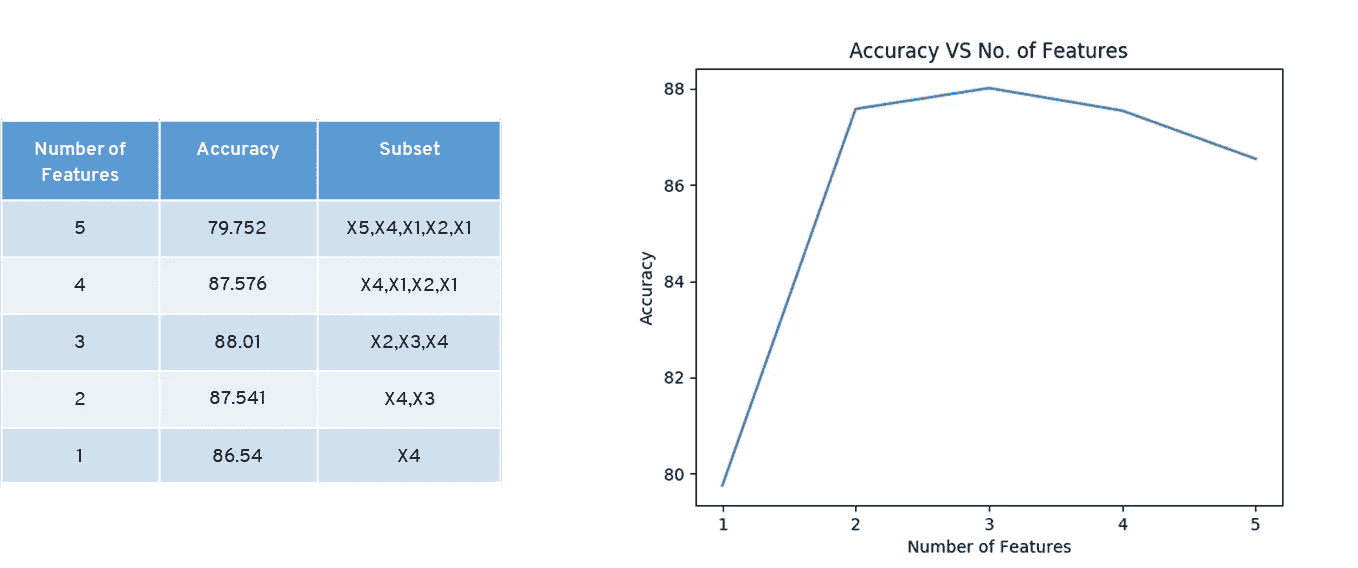 Number of
Features
Accuracy
Subset
5
79.752
X5,X4,X1,X2,X1
4
87.576
X4,X1,X2,X1
3
88.01
X2,X3,X4
2
87.541
X4,X3
1
86.54
X4
Accuracy VS No. of Features
88
86
84
82
80
Accuracy
1
2
3
4
5
Number of Features